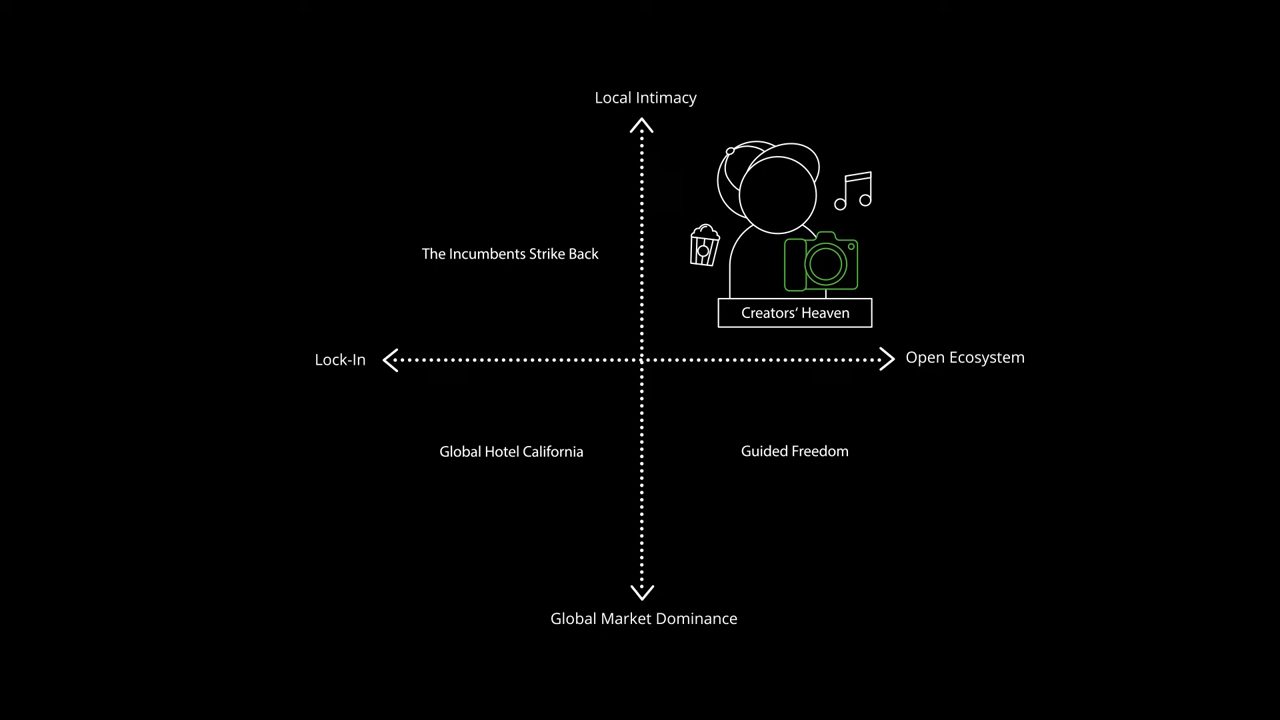 Local Intimacy
The Incumbents Strike Back
Creators’ Heaven
Lock-In
Open Ecosystem
Global Hotel California
Guided Freedom
Global Market Dominance